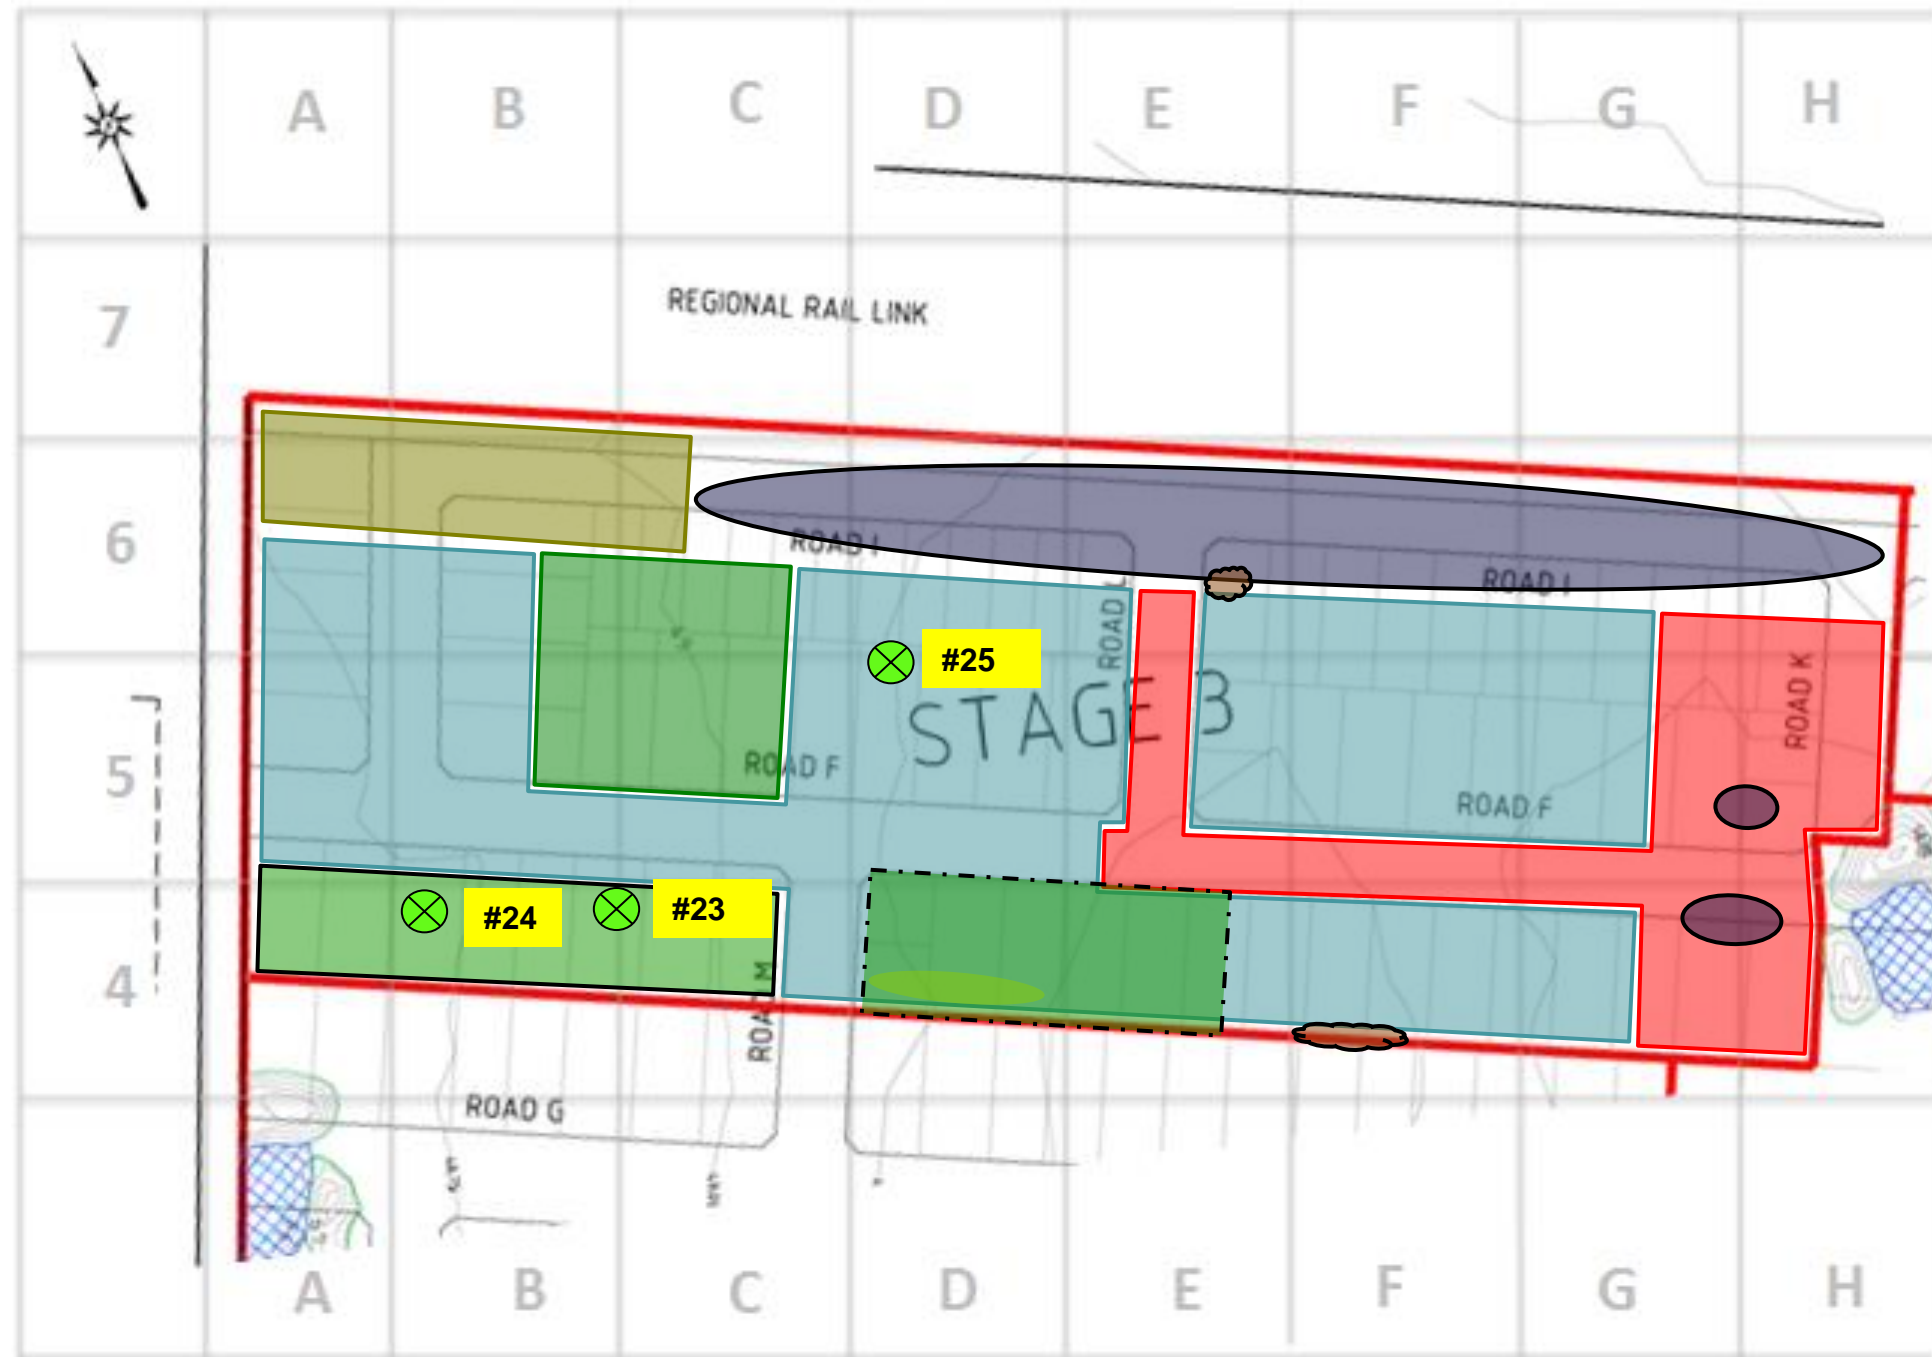 A B C D E F G H
7
REGIONAL RAIL LINK
6
ROAD I
ROAD I
ROAD L
#25
ROAD K
STAGE 3
5
ROAD F
ROAD F
#24
#23
4
ROAD M
ROAD G
A B C D E F G H